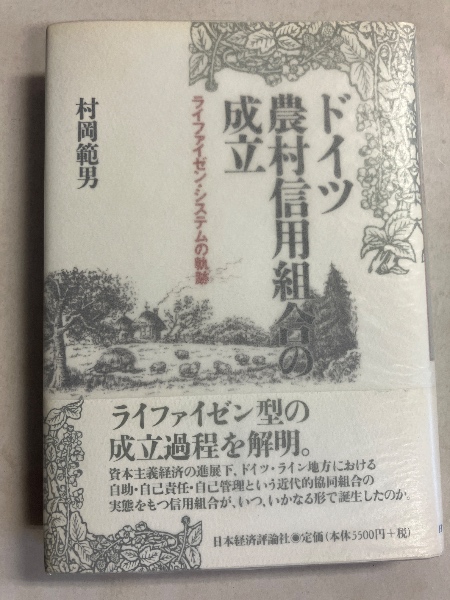 ドイツ
農村信用組合の
成立
ライファイゼン・システムの軌跡
村岡範男
ライファイゼン型の
成立過程を解明。
資本主義経済の進展下、ドイツ・ライン地方における
自助・自己責任・自己管理という近代的協同組合の
実態をもつ信用組合が、いつ、いかなる形で誕生したのか。
日本経済評論社◉定価(本体5500円+税)